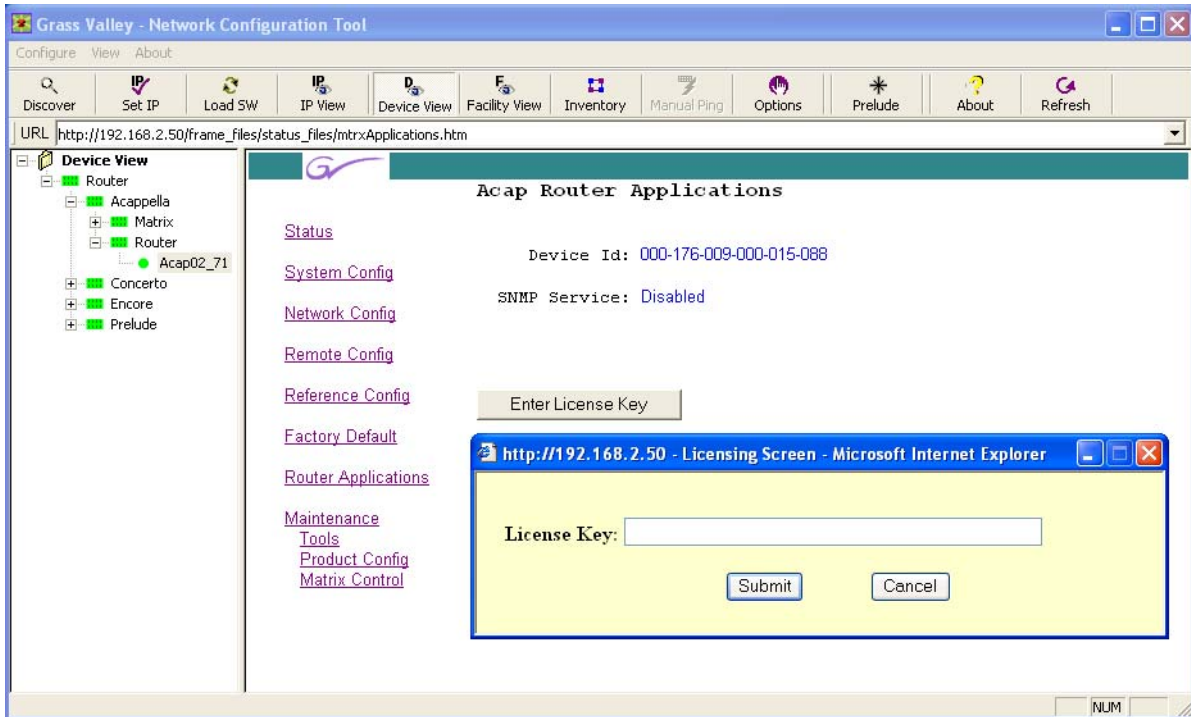 Grass Valley - Network Configuration Tool
Configure View About
Discover Set IP Load SW IP View Device View Facility View Inventory Manual Ping Options Prelude About Refresh
URL http://192.168.2.50/frame_files/status_files/mtrxApplications.htm
Device View
Router
Acappella
Matrix
Router
Acap02_71
Concerto
Encore
Prelude
Acap Router Applications
Status
System Config
Network Config
Remote Config
Reference Config
Factory Default
Router Applications
Maintenance
Tools
Product Config
Matrix Control
Device Id: 000-176-009-000-015-088
SNMP Service: Disabled
Enter License Key
http://192.168.2.50 - Licensing Screen - Microsoft Internet Explorer
License Key:
Submit Cancel
NUM